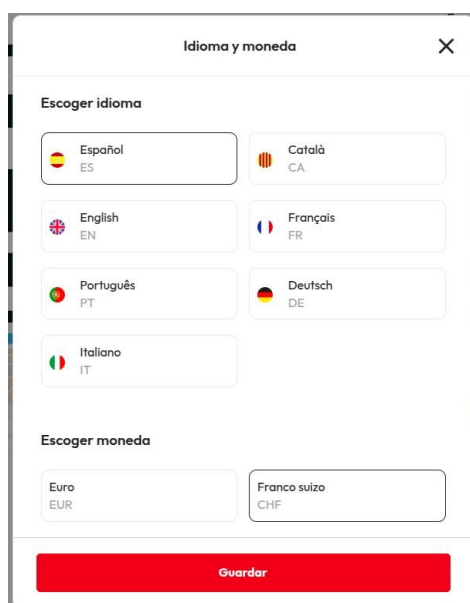 Idioma y moneda
Escoger idioma
Español
ES
Català
CA
English
EN
Français
FR
Português
PT
Deutsch
DE
Italiano
IT
Escoger moneda
Euro
EUR
Franco suizo
CHF
Guardar